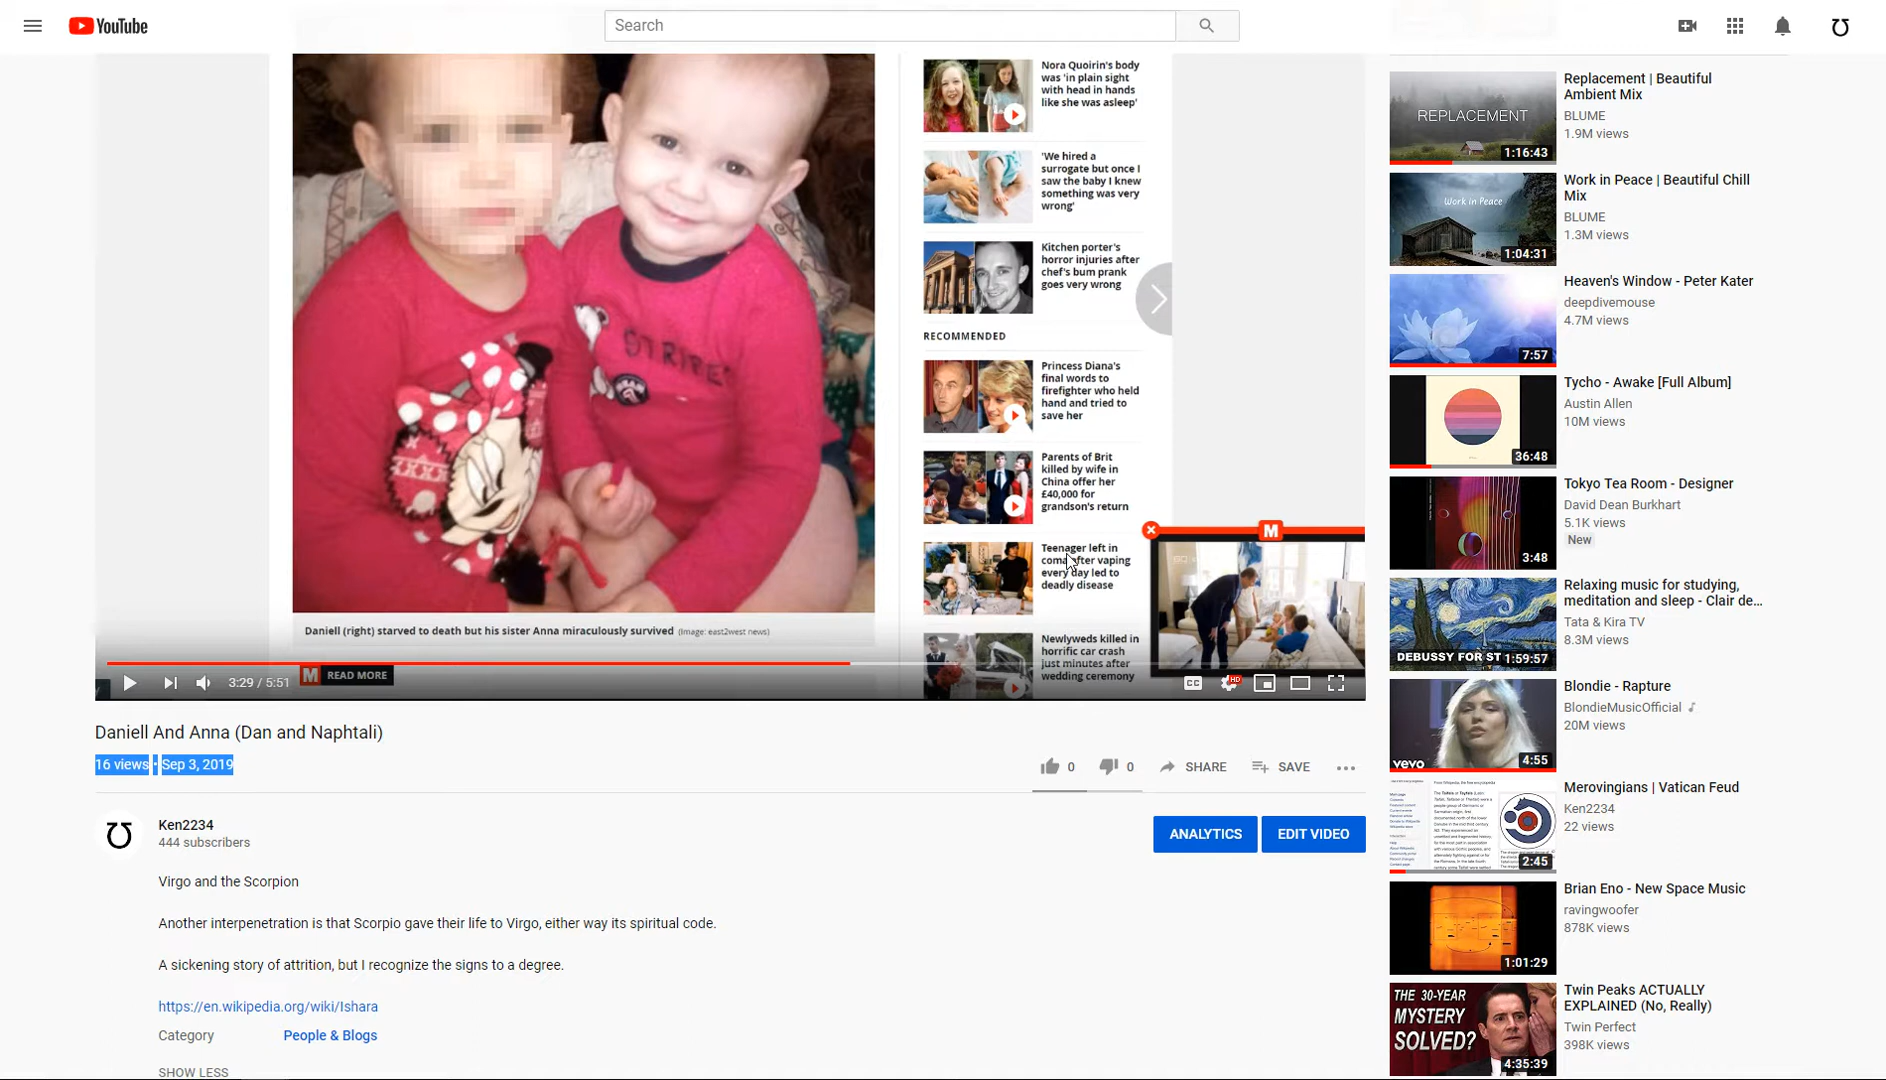 YouTube
Search
Nora Quoirin's body
was 'in plain sight
with head in hands
like she was asleep'
'We hired a
surrogate but once I
saw the baby I knew
something was very
wrong'
Kitchen porter's
horror injuries after
chef's bum prank
goes very wrong
RECOMMENDED
Princess Diana's
final words to
firefighter who held
hand and tried to
save her
Parents of Brit
killed by wife in
China offer her
£40,000 for
grandson's return
Teenager left in
coma after vaping
every day led to
deadly disease
Newlyweds killed in
horrific car crash
just minutes after
wedding ceremony
STRIPE
M
Daniell (right) starved to death but his sister Anna miraculously survived (Image: east2west news)
M READ MORE
3:29 / 5:51
CC
HD
Daniell And Anna (Dan and Naphtali)
16 views • Sep 3, 2019
0
0
SHARE
SAVE
Ken2234
444 subscribers
ANALYTICS
EDIT VIDEO
Virgo and the Scorpion
Another interpenetration is that Scorpio gave their life to Virgo, either way its spiritual code.
A sickening story of attrition, but I recognize the signs to a degree.
https://en.wikipedia.org/wiki/Ishara
Category People & Blogs
SHOW LESS
REPLACEMENT
1:16:43
Replacement | Beautiful
Ambient Mix
BLUME
1.9M views
Work in Peace
1:04:31
Work in Peace | Beautiful Chill
Mix
BLUME
1.3M views
7:57
Heaven's Window - Peter Kater
deepdivemouse
4.7M views
36:48
Tycho - Awake [Full Album]
Austin Allen
10M views
3:48
Tokyo Tea Room - Designer
David Dean Burkhart
5.1K views
New
DEBUSSY FOR ST
1:59:57
Relaxing music for studying,
meditation and sleep - Clair de...
Tata & Kira TV
8.3M views
vevo
4:55
Blondie - Rapture
BlondieMusicOfficial
20M views
2:45
Merovingians | Vatican Feud
Ken2234
22 views
1:01:29
Brian Eno - New Space Music
ravingwoofer
878K views
THE 30-YEAR
MYSTERY
SOLVED?
4:35:39
Twin Peaks ACTUALLY
EXPLAINED (No, Really)
Twin Perfect
398K views